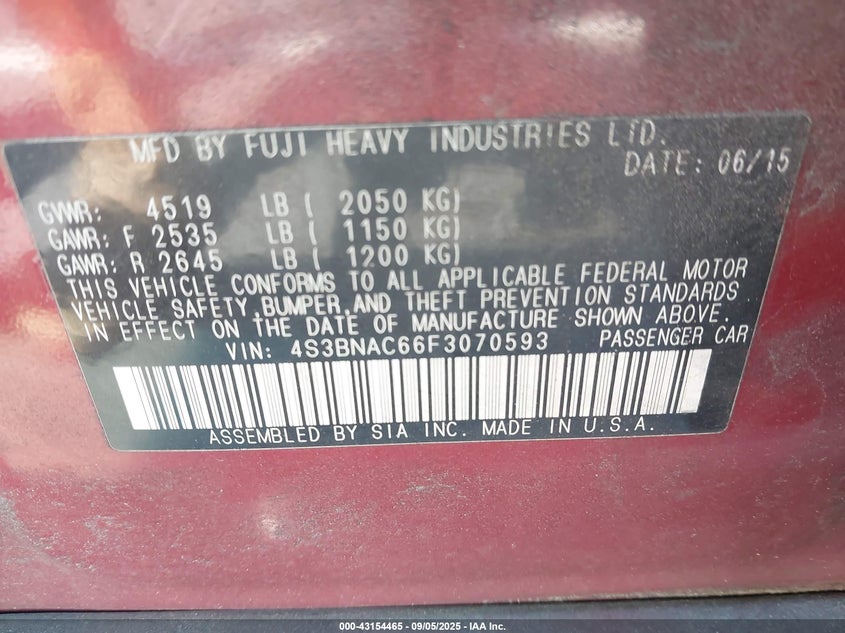 MFD BY FUJI HEAVY INDUSTRIES LTD.
DATE: 06/15
GVWR: 4519 LB ( 2050 KG)
GAWR: F 2535 LB ( 1150 KG)
GAWR: R 2645 LB ( 1200 KG)
THIS VEHICLE CONFORMS TO ALL APPLICABLE FEDERAL MOTOR
VEHICLE SAFETY,BUMPER,AND THEFT PREVENTION STANDARDS
IN EFFECT ON THE DATE OF MANUFACTURE SHOWN ABOVE.
VIN: 4S3BNAC66F3070593 PASSENGER CAR
ASSEMBLED BY SIA INC. MADE IN U.S.A.
000-43154465 - 09/05/2025 - IAA Inc.